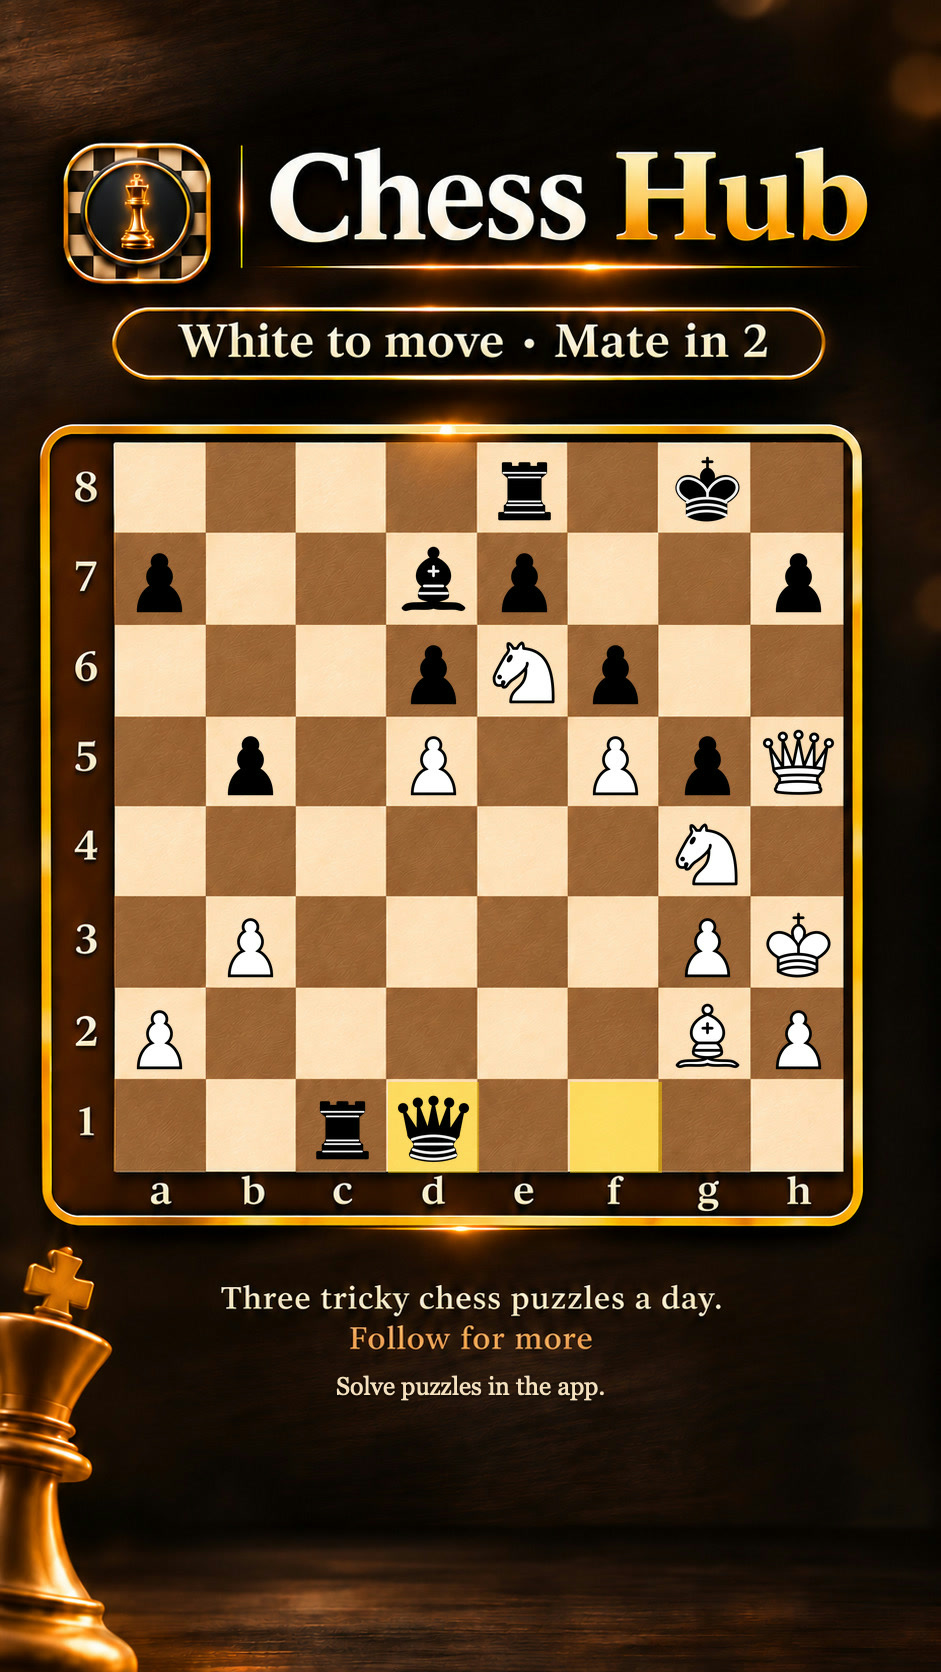 Chess Hub
White to move • Mate in 2
8
7
6
5
4
3
2
1
a b c d e f g h
Three tricky chess puzzles a day.
Follow for more
Solve puzzles in the app.